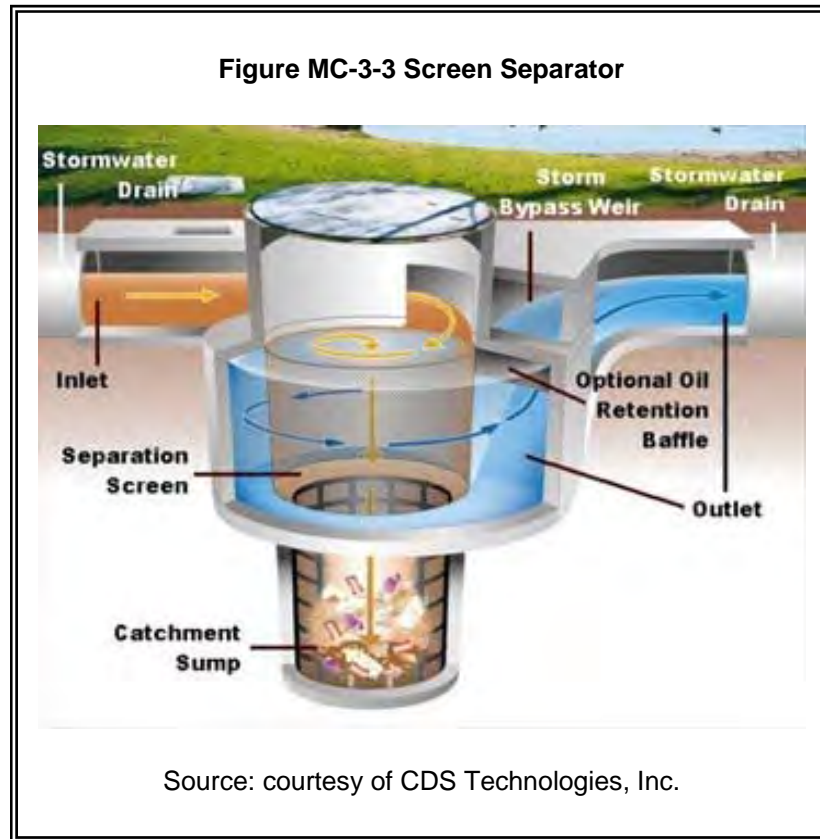 Figure MC-3-3 Screen Separator
Stormwater
Drain
Storm
Bypass Weir
Stormwater
Drain
Inlet
Optional Oil
Retention
Baffle
Separation
Screen
Outlet
Catchment
Sump
Source: courtesy of CDS Technologies, Inc.